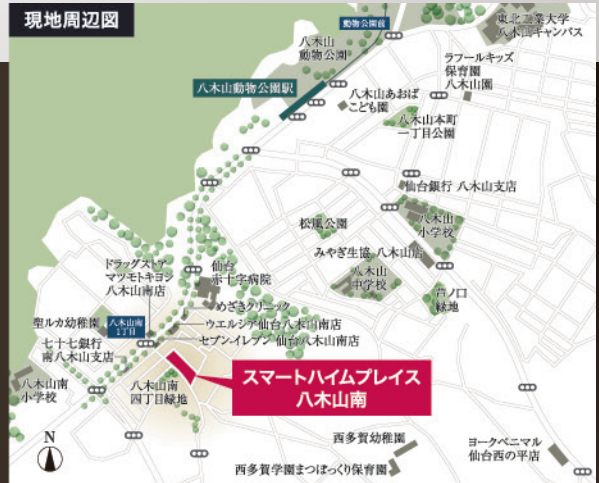 現地周辺図
動物公園前
東北工業大学
八木山キャンパス
八木山
動物公園
ラフールキッズ
保育園
八木山園
八木山動物公園駅
八木山あおば
こども園
八木山本町
一丁目公園
仙台銀行 八木山支店
松風公園
八木山
小学校
みやぎ生協 八木山店
八木山
中学校
芦ノ口
緑地
ドラッグストア
マツモトキヨシ
八木山南店
仙台
赤十字病院
めざきクリニック
聖ルカ幼稚園
八木山南
1丁目
ウエルシア仙台八木山南店
七十七銀行
南八木山支店
セブンイレブン 仙台八木山南店
八木山南
小学校
八木山南
四丁目緑地
スマートハイムプレイス
八木山南
N
西多賀幼稚園
ヨークベニマル
仙台西の平店
西多賀学園まつぼっくり保育園